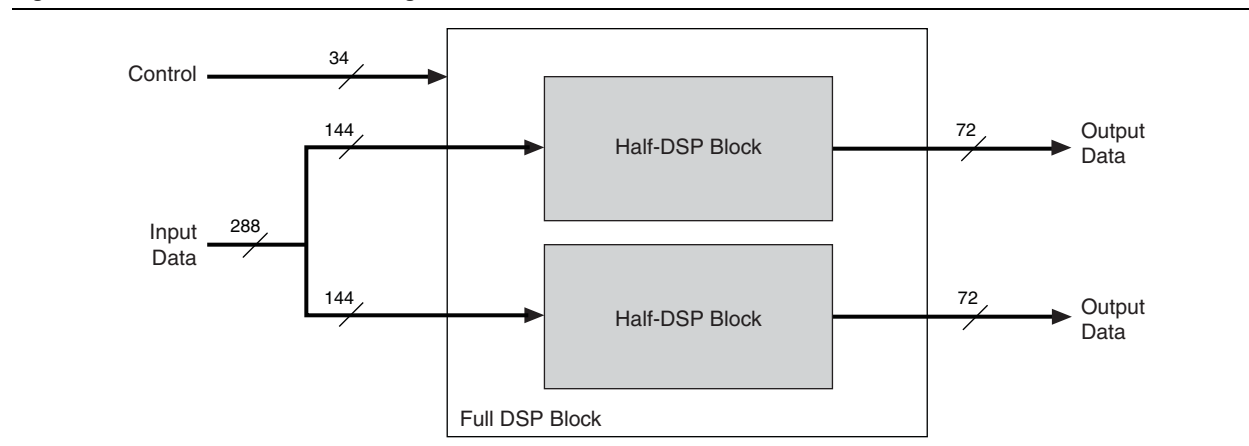 34
Control
144
72
Output
Data
Half-DSP Block
288
Input
Data
144
72
Output
Data
Half-DSP Block
Full DSP Block